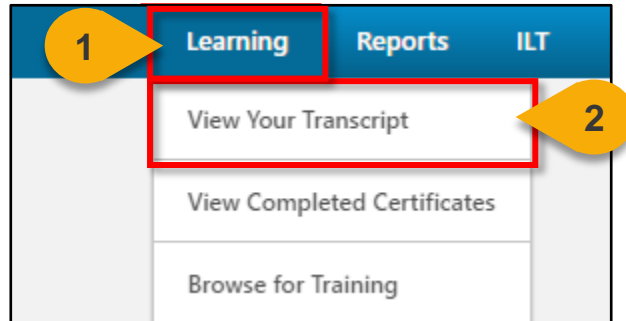 1 Learning Reports ILT
View Your Transcript 2
View Completed Certificates
Browse for Training